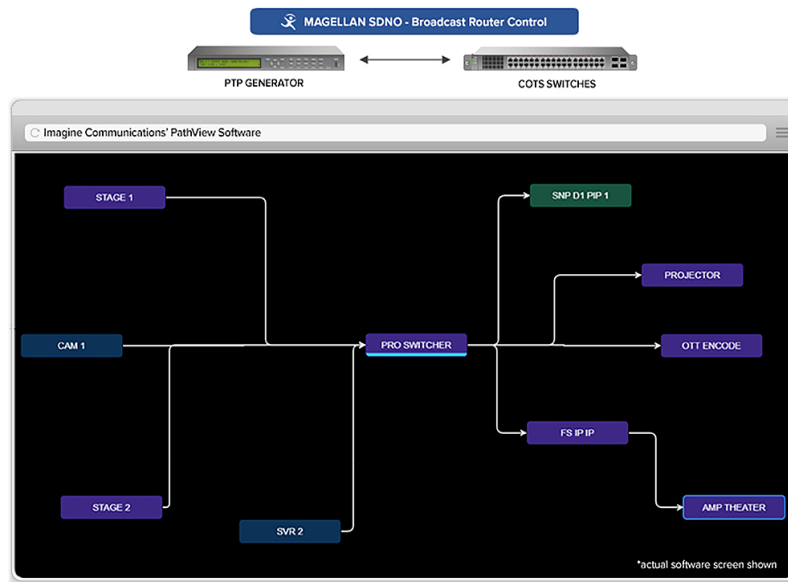 MAGELLAN SDNO - Broadcast Router Control
PTP GENERATOR
COTS SWITCHES
Imagine Communications' PathView Software
STAGE 1
SNP D1 PIP 1
PROJECTOR
CAM 1
PRO SWITCHER
OTT ENCODE
FS IP IP
STAGE 2
AMP THEATER
SVR 2
*actual software screen shown